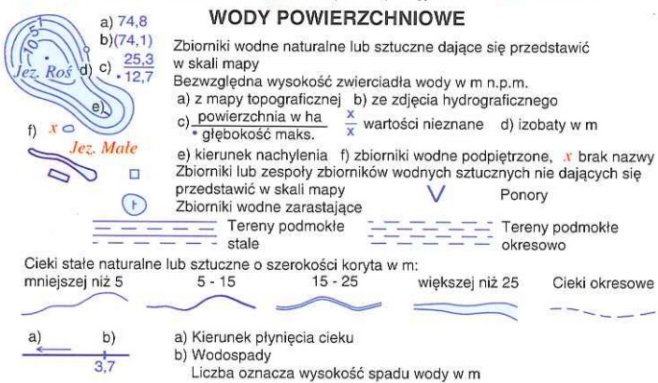 WODY POWIERZCHNIOWE
10 5 1
Jez. Roś
a) 74,8
b)(74,1)
d) c) 25,3
• 12,7
e)
f) x
Jez. Małe
Zbiorniki wodne naturalne lub sztuczne dające się przedstawić
w skali mapy
Bezwzględna wysokość zwierciadła wody w m n.p.m.
a) z mapy topograficznej b) ze zdjęcia hydrograficznego
c) powierzchnia w ha
• głębokość maks.
x
x
wartości nieznane d) izobaty w m
e) kierunek nachylenia f) zbiorniki wodne podpiętrzone, x brak nazwy
Zbiorniki lub zespoły zbiorników wodnych sztucznych nie dających się
przedstawić w skali mapy
Ponory
Zbiorniki wodne zarastające
Tereny podmokłe
stale
Tereny podmokłe
okresowo
Cieki stałe naturalne lub sztuczne o szerokości koryta w m:
mniejszej niż 5 5 - 15 15 - 25 większej niż 25 Cieki okresowe
a) b)
3,7
a) Kierunek płynięcia cieku
b) Wodospady
Liczba oznacza wysokość spadu wody w m